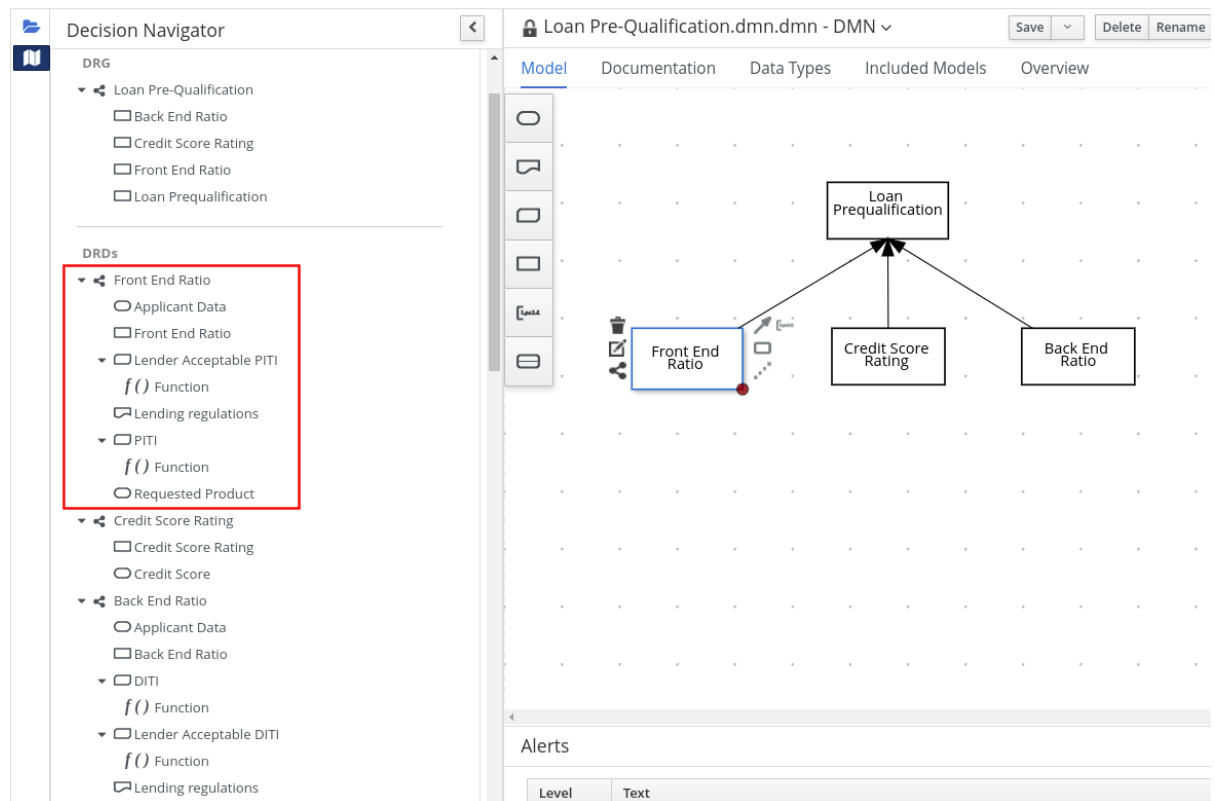 Decision Navigator
DRG
Loan Pre-Qualification
Back End Ratio
Credit Score Rating
Front End Ratio
Loan Prequalification
DRDs
Front End Ratio
Applicant Data
Front End Ratio
Lender Acceptable PITI
f ( ) Function
Lending regulations
PITI
f ( ) Function
Requested Product
Credit Score Rating
Credit Score Rating
Credit Score
Back End Ratio
Applicant Data
Back End Ratio
DITI
f ( ) Function
Lender Acceptable DITI
f ( ) Function
Lending regulations
Loan Pre-Qualification.dmn.dmn - DMN
Save
Delete
Rename
Model
Documentation
Data Types
Included Models
Overview
Loan
Prequalification
Front End
Ratio
Credit Score
Rating
Back End
Ratio
Alerts
Level
Text